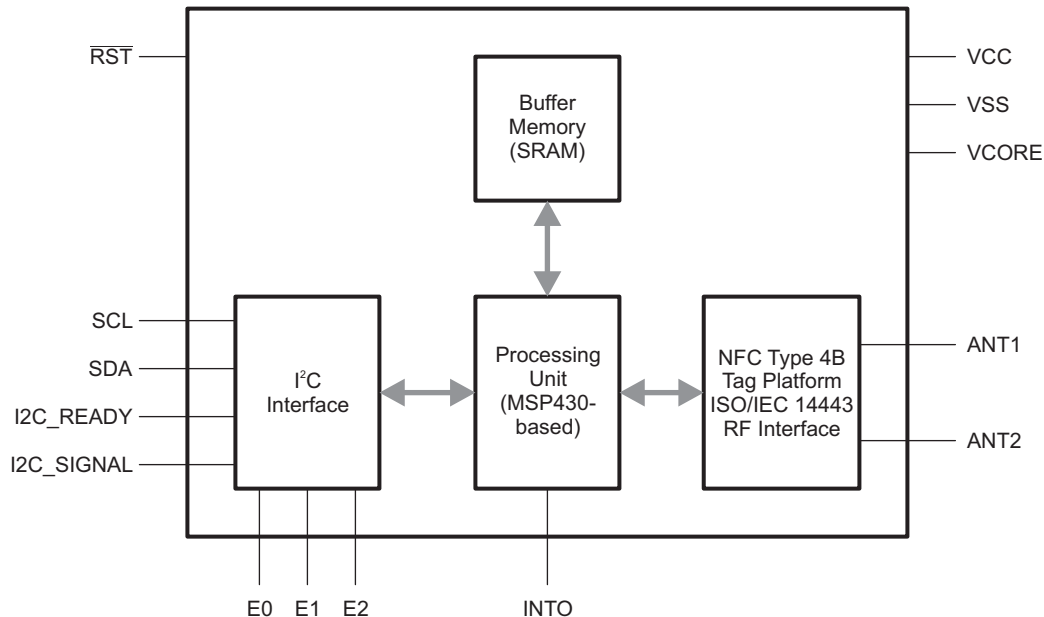 R̅S̅T̅
VCC
VSS
VCORE
Buffer
Memory
(SRAM)
SCL
SDA
I2C_READY
I2C_SIGNAL
I²C
Interface
Processing
Unit
(MSP430-
based)
NFC Type 4B
Tag Platform
ISO/IEC 14443
RF Interface
ANT1
ANT2
E0 E1 E2
INTO